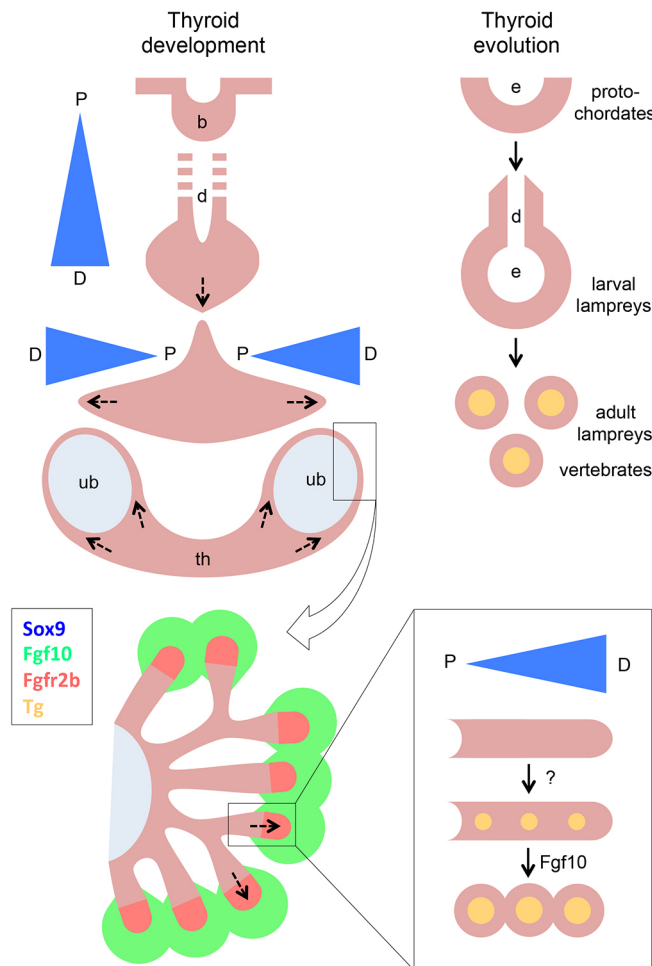 Thyroid
development
P
b
d
D
D
P
P
D
ub
ub
th
Thyroid
evolution
e
proto-
chordates
d
e
larval
lampreys
adult
lampreys
vertebrates
Sox9
Fgf10
Fgfr2b
Tg
P
D
?
Fgf10